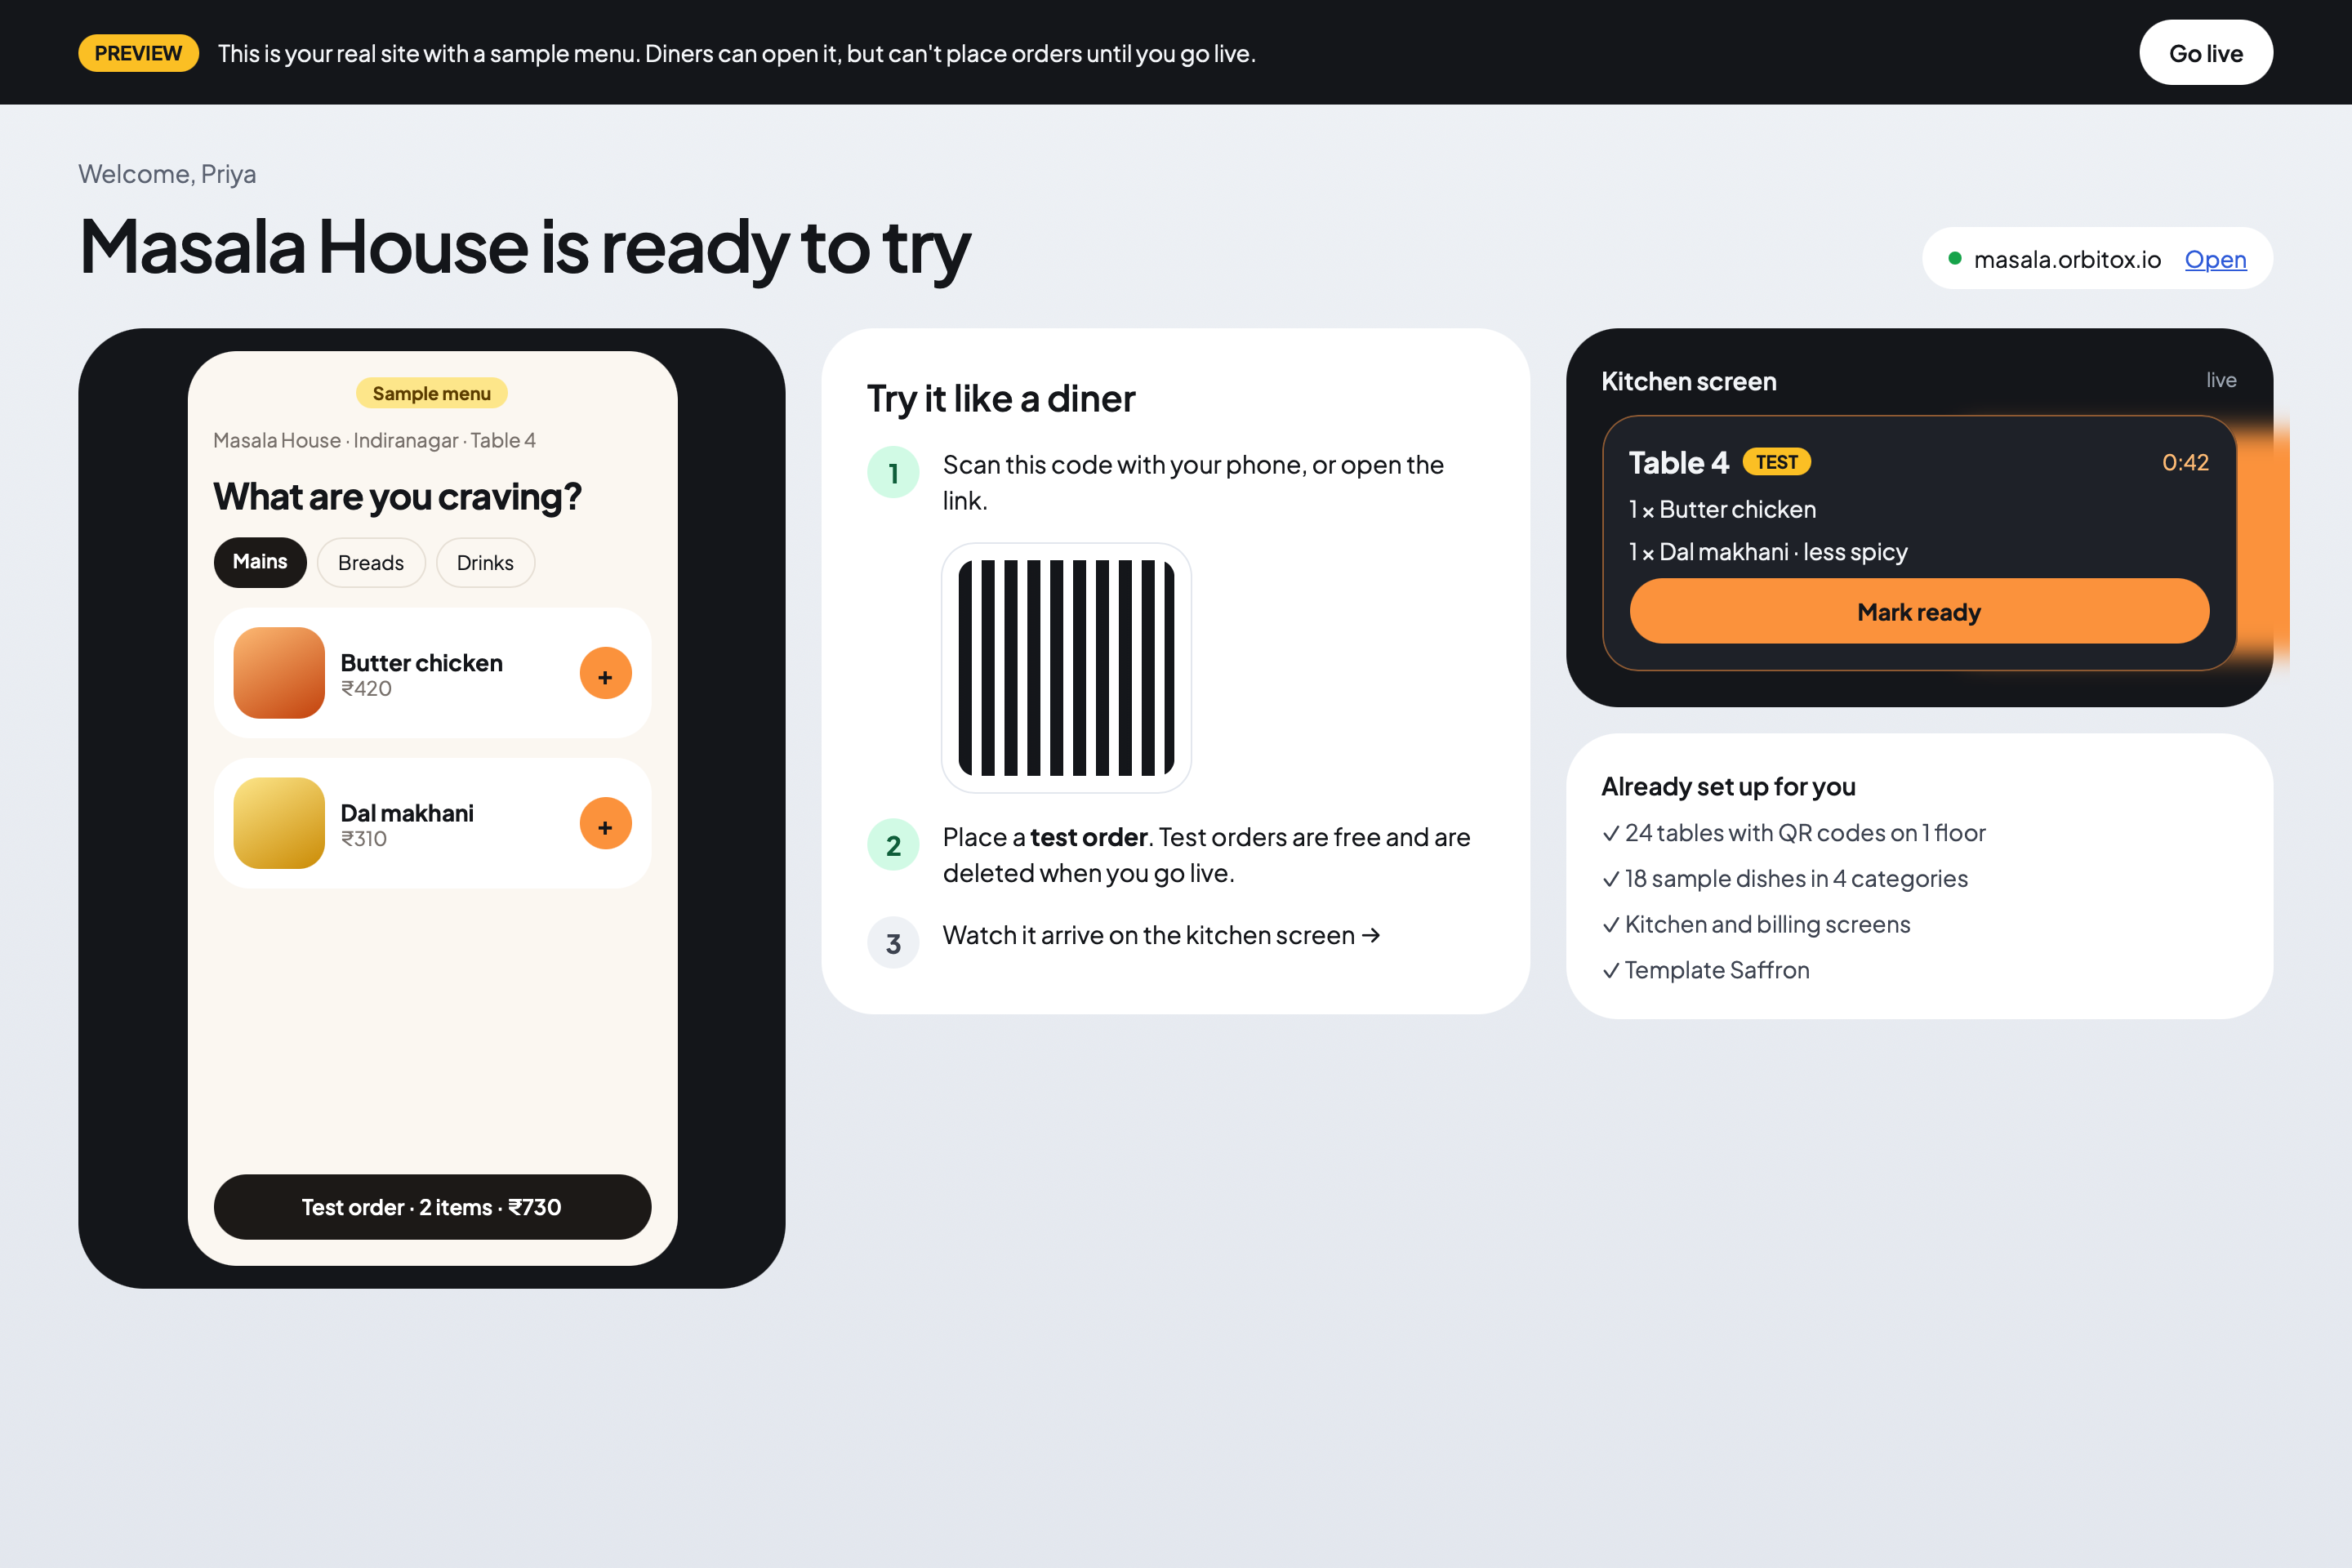 PREVIEW This is your real site with a sample menu. Diners can open it, but can't place orders until you go live. Go live
Welcome, Priya
Masala House is ready to try
masala.orbitox.io Open
Sample menu
Masala House · Indiranagar · Table 4
What are you craving?
Mains Breads Drinks
Butter chicken
₹420
+
Dal makhani
₹310
+
Test order · 2 items · ₹730
Try it like a diner
1 Scan this code with your phone, or open the
link.
2 Place a test order. Test orders are free and are
deleted when you go live.
3 Watch it arrive on the kitchen screen →
Kitchen screen live
Table 4 TEST 0:42
1 × Butter chicken
1 × Dal makhani · less spicy
Mark ready
Already set up for you
✓ 24 tables with QR codes on 1 floor
✓ 18 sample dishes in 4 categories
✓ Kitchen and billing screens
✓ Template Saffron